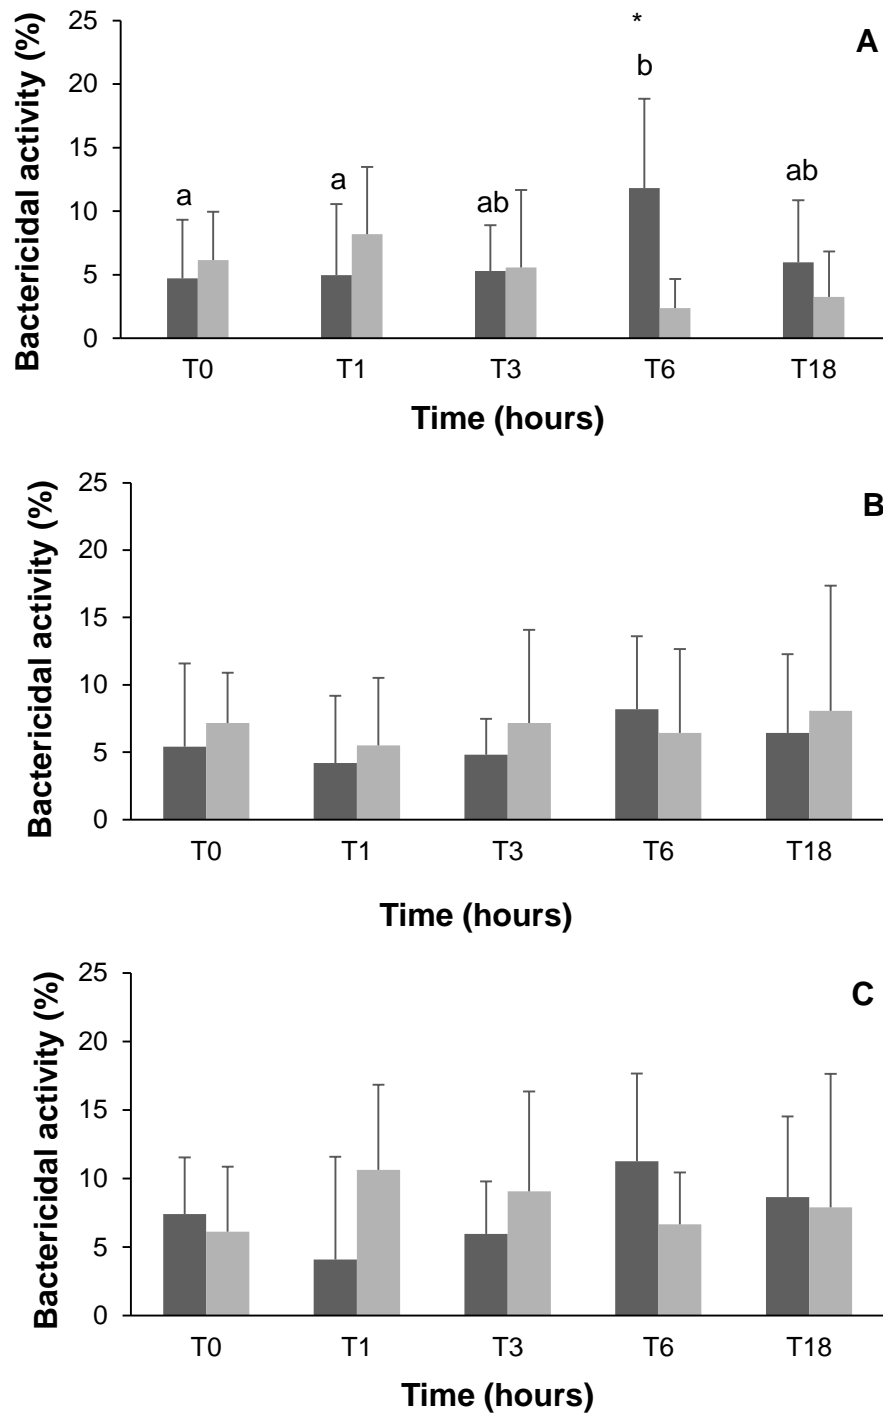 Bactericidal activity (%)
25
20
15
10
5
0
A
*
a
a
ab
b
ab
T0 T1 T3 T6 T18
Time (hours)
Bactericidal activity (%)
25
20
15
10
5
0
B
T0 T1 T3 T6 T18
Time (hours)
Bactericidal activity (%)
25
20
15
10
5
0
C
T0 T1 T3 T6 T18
Time (hours)